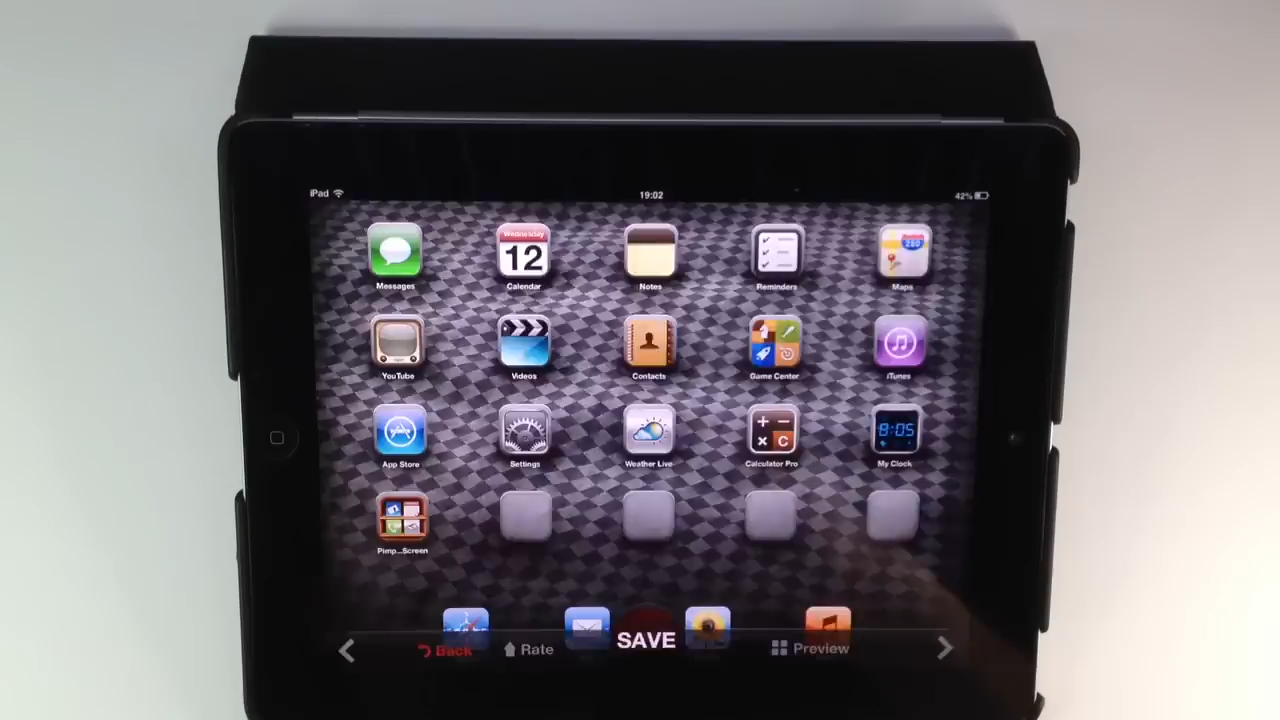 iPad 19:02 42%
Wednesday
12
280
Messages Calendar Notes Reminders Maps
YouTube Videos Contacts Game Center iTunes
8:05
App Store Settings Weather Live Calculator Pro My Clock
Pimp...Screen
Back Rate SAVE Preview